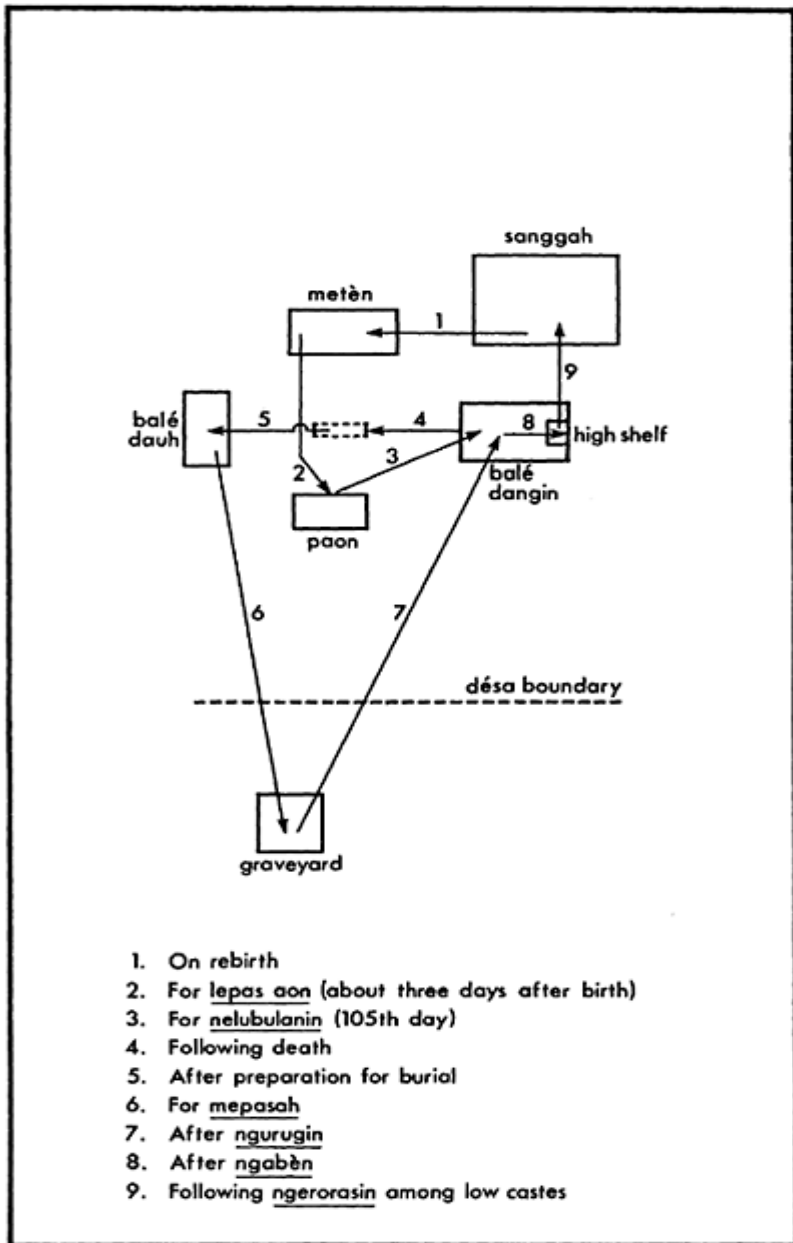 sanggah
metèn
1
9
balé
dauh
5
4
8
high shelf
2
3
balé
dangin
paon
6
7
désa boundary
graveyard
1. On rebirth
2. For lepas aon (about three days after birth)
3. For nelubulanin (105th day)
4. Following death
5. After preparation for burial
6. For mepasah
7. After ngurugin
8. After ngabèn
9. Following ngerorasin among low castes